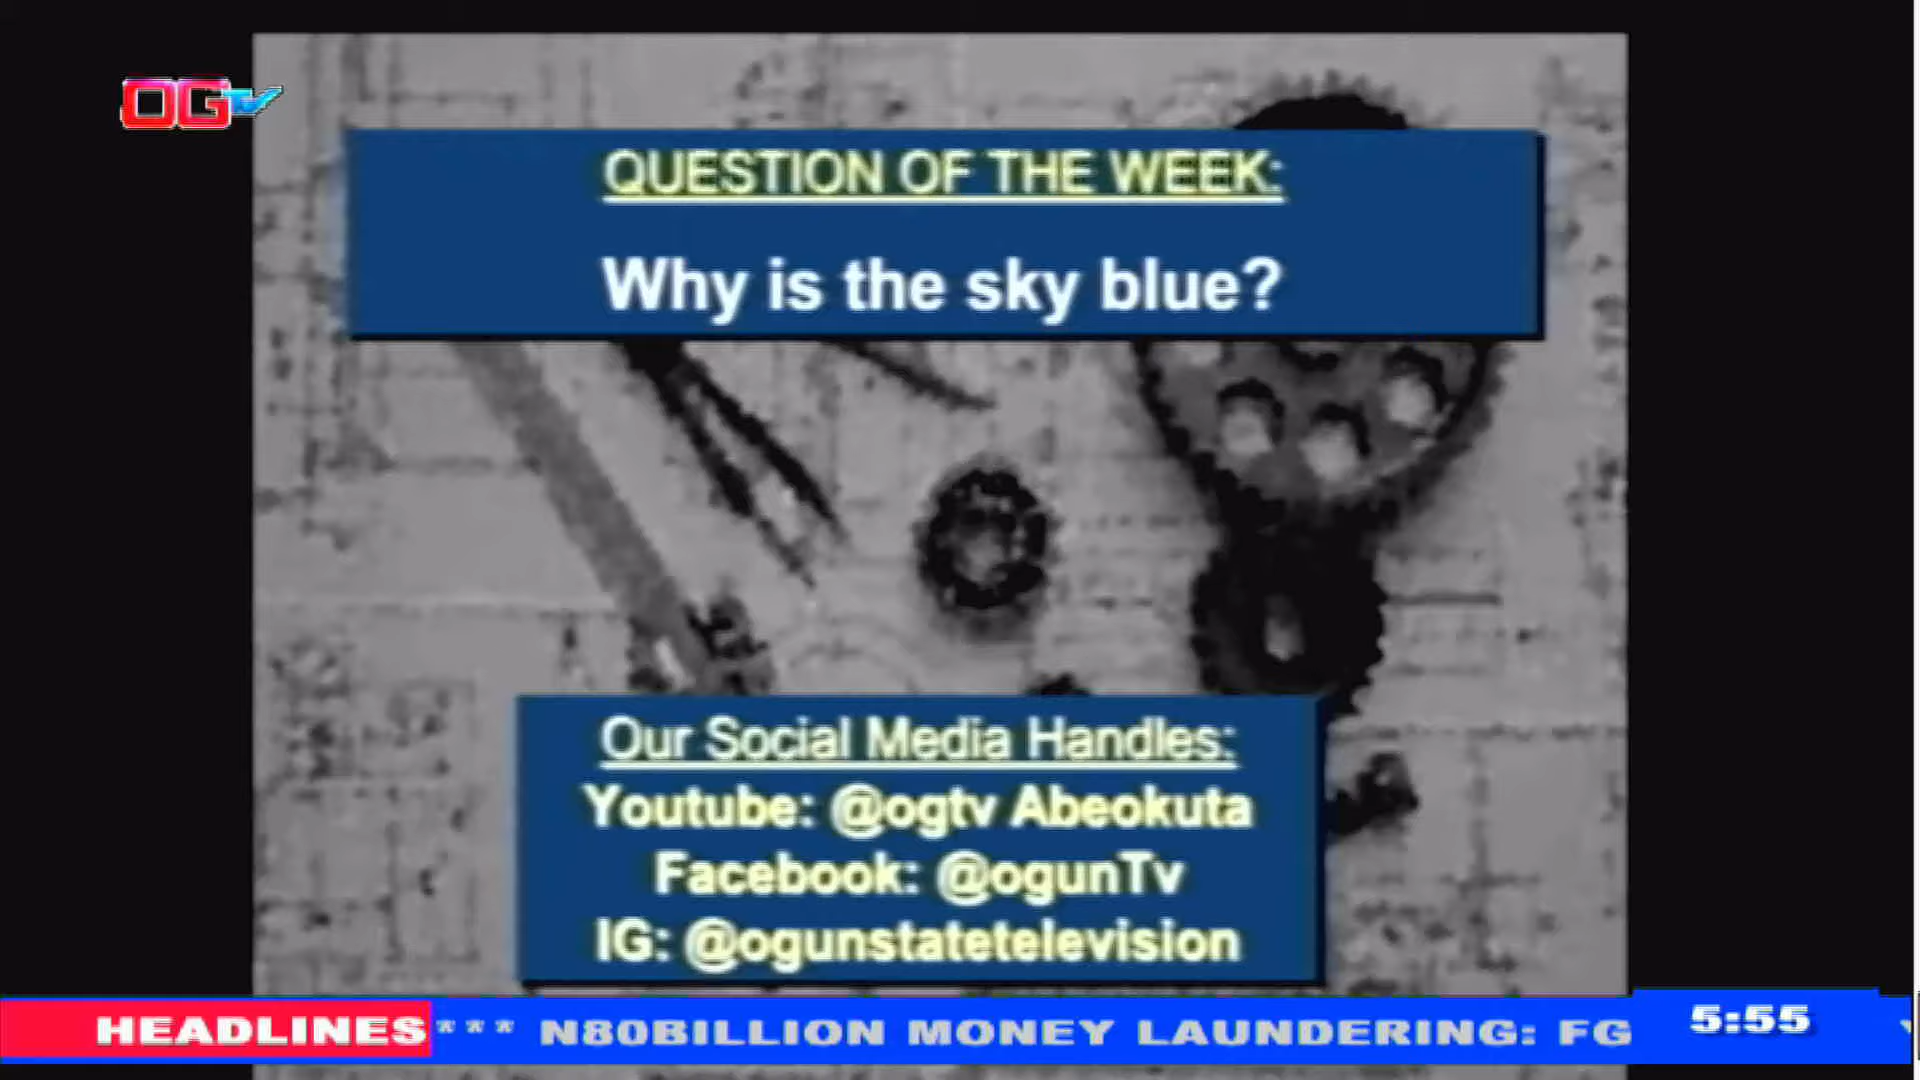 OGTV
QUESTION OF THE WEEK:
Why is the sky blue?
Our Social Media Handles:
Youtube: @ogtv Abeokuta
Facebook: @ogunTv
IG: @ogunstatetelevision
HEADLINES *** N80BILLION MONEY LAUNDERING: FG 5:55